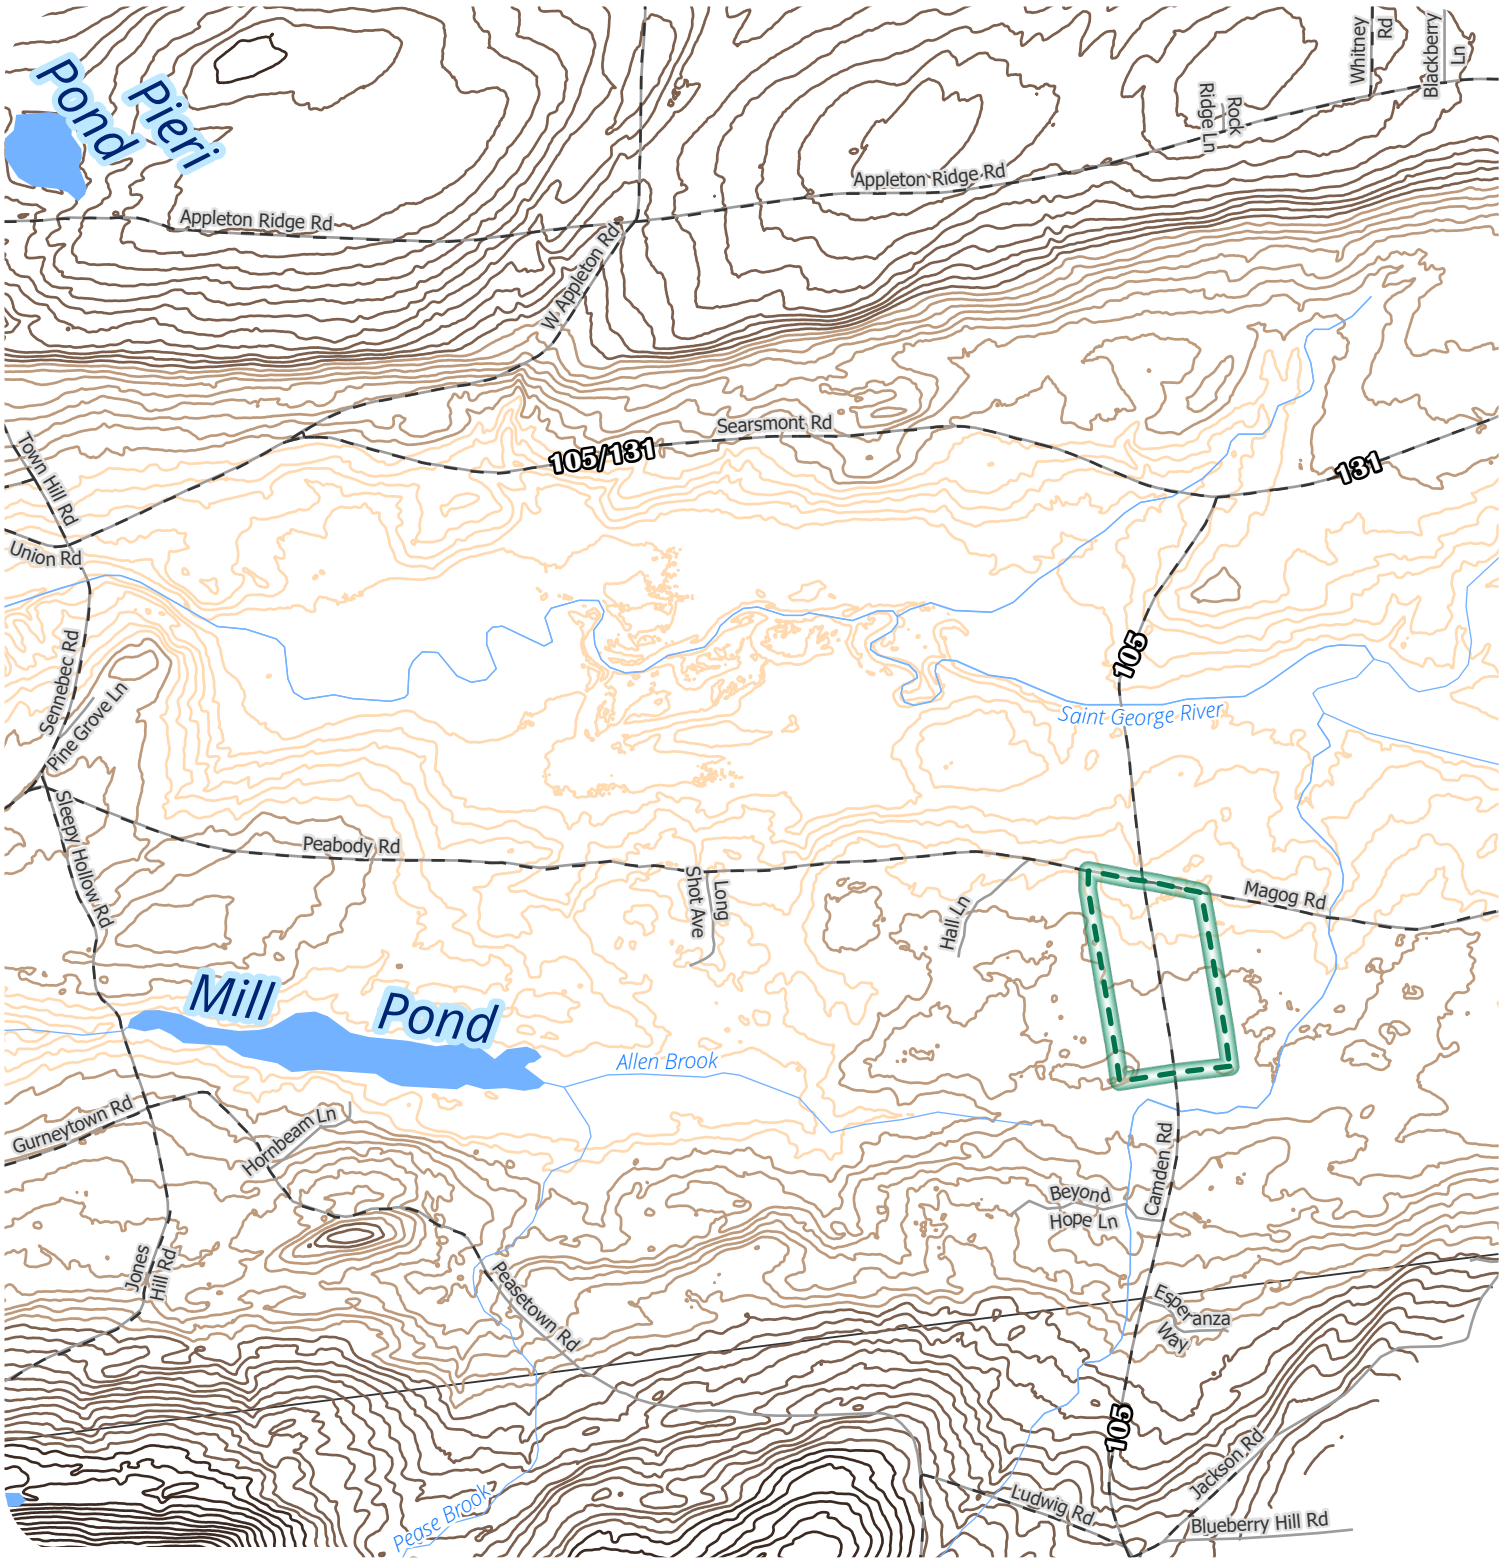 Whitney
Rd
Blackberry
Ln
Rock
Ridge Ln
Pieri
Pond
Appleton Ridge Rd
Appleton Ridge Rd
W Appleton Rd
Searsmont Rd
105/131
131
Town Hill Rd
Union Rd
Sennebec Rd
Pine Grove Ln
105
Saint George River
Sleepy Hollow Rd
Peabody Rd
Long
Shot Ave
Hall Ln
Magog Rd
Mill Pond
Allen Brook
Gurneytown Rd
Hornbeam Ln
Camden Rd
Beyond
Hope Ln
Jones
Hill Rd
Peasetown Rd
Esperanza
Way
105
Jackson Rd
Pease Brook
Ludwig Rd
Blueberry Hill Rd